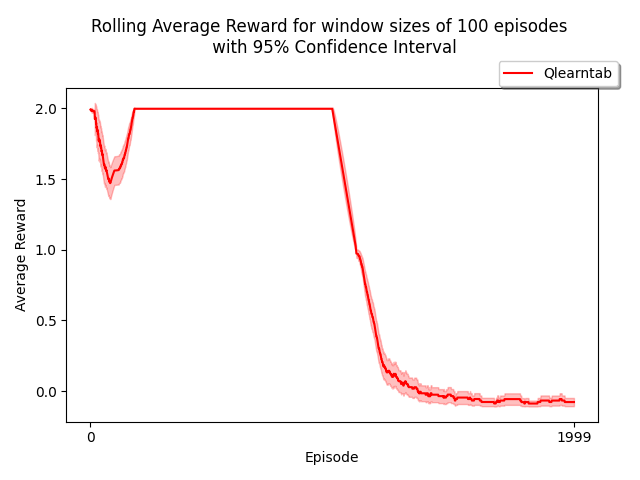 Rolling Average Reward for window sizes of 100 episodes
with 95% Confidence Interval
Qlearntab
2.0
1.5
1.0
0.5
0.0
Average Reward
0
1999
Episode